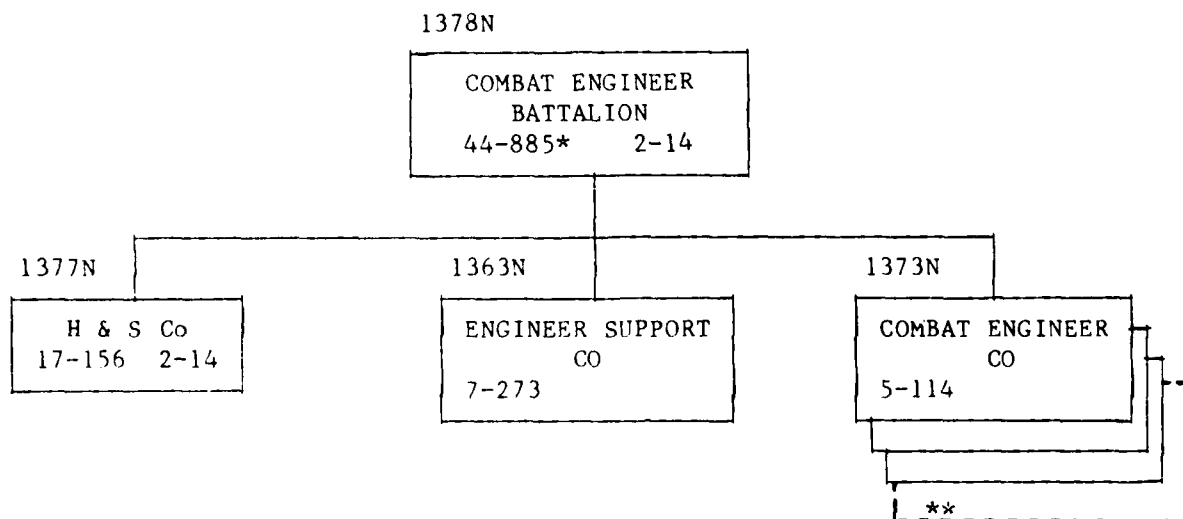 1378N
COMBAT ENGINEER
BATTALION
44-885* 2-14
1377N
H & S Co
17-156 2-14
1363N
ENGINEER SUPPORT
CO
7-273
1373N
COMBAT ENGINEER
CO
5-114
**